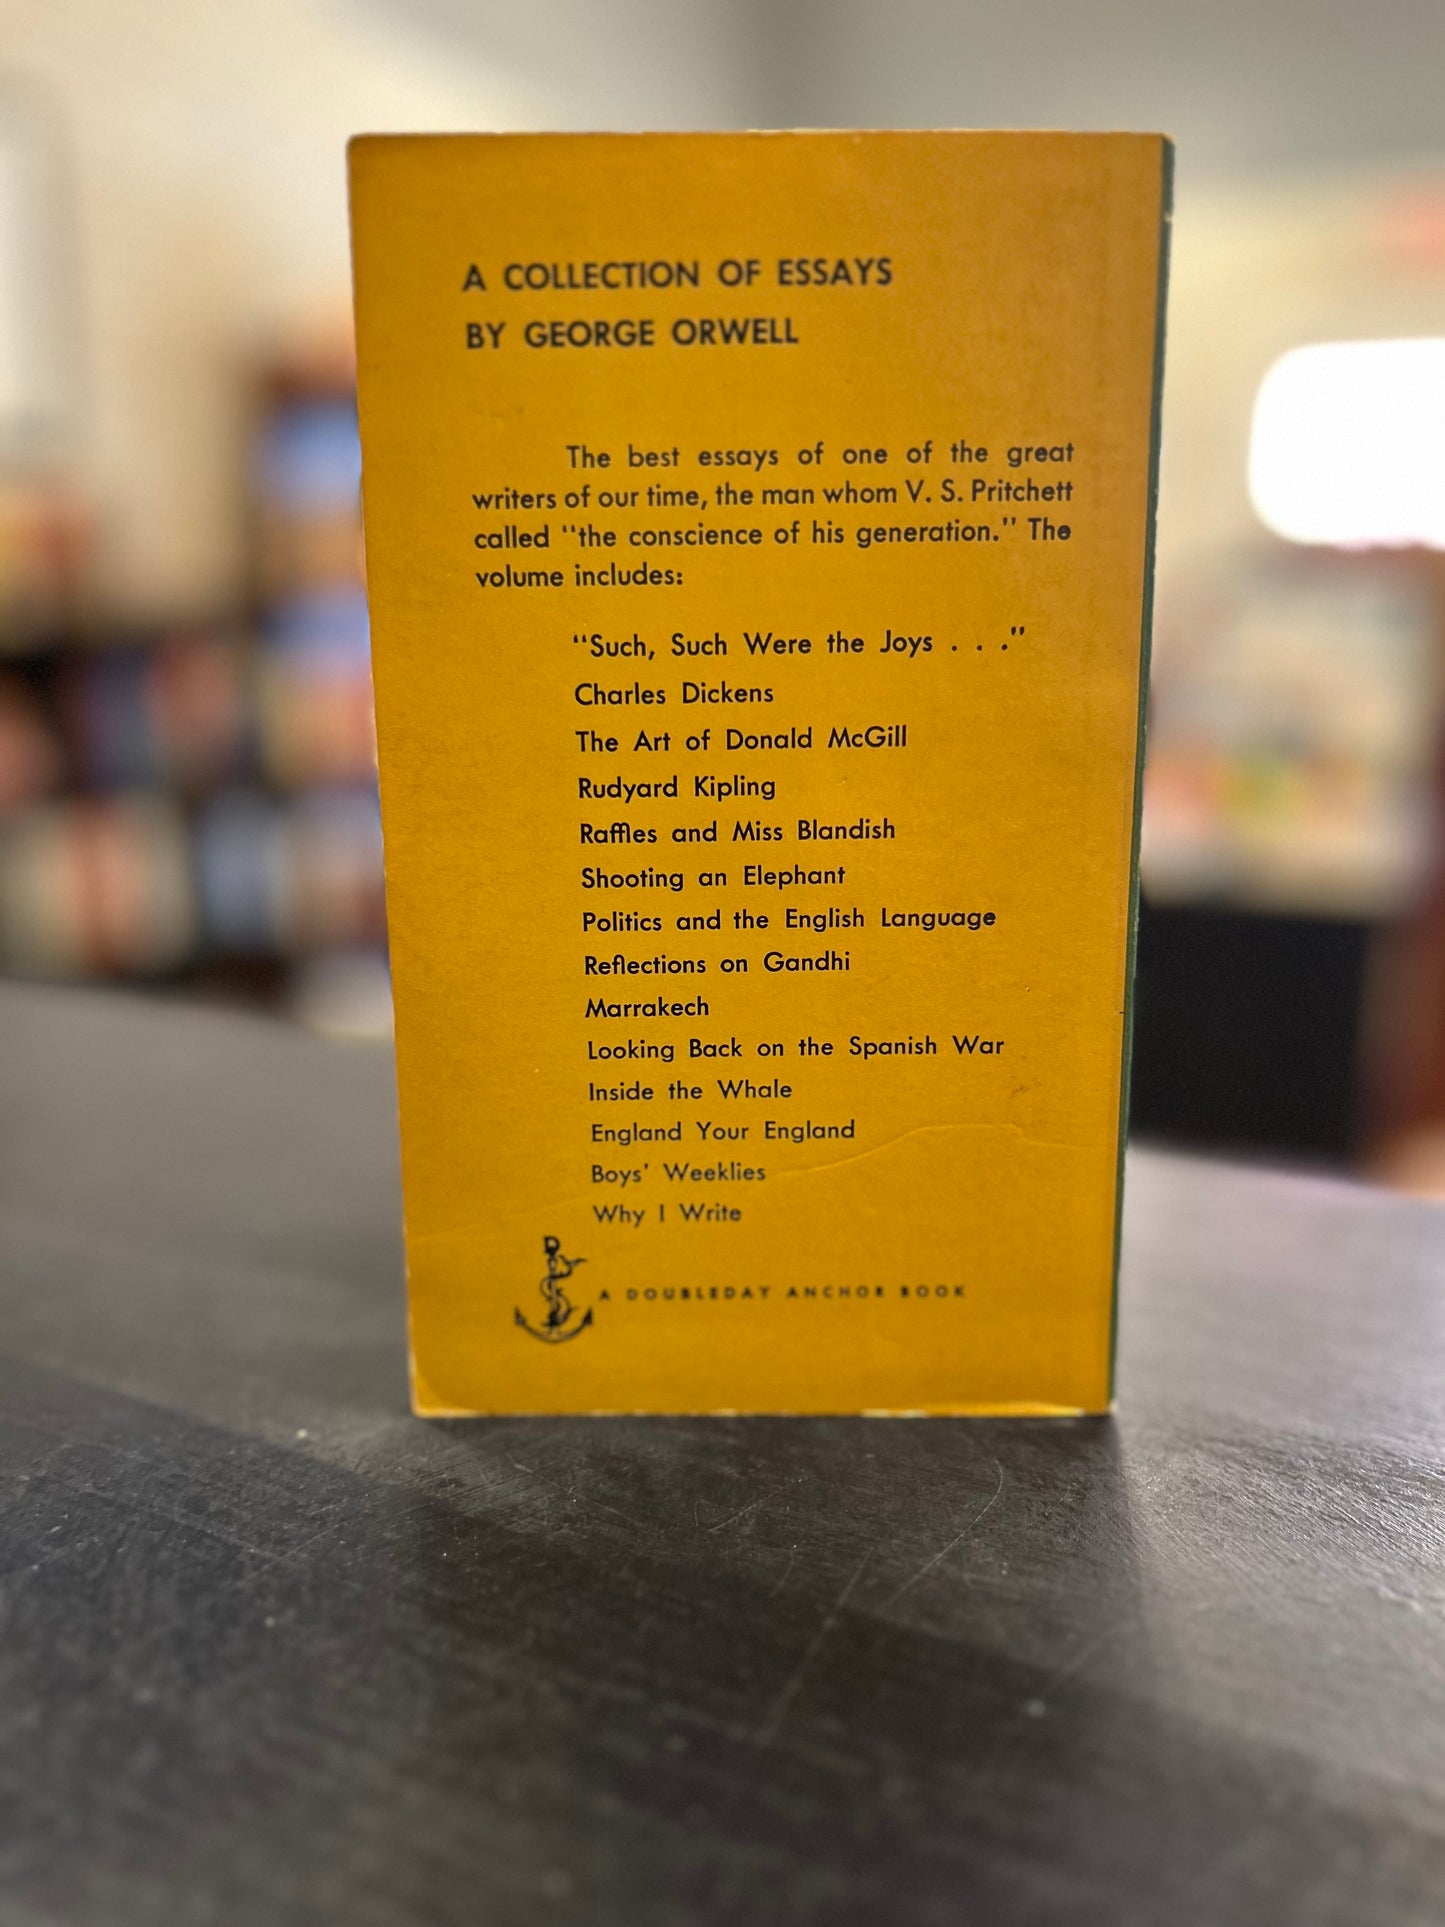 A COLLECTION OF ESSAYS
BY GEORGE ORWELL
The best essays of one of the great
writers of our time, the man whom V. S. Pritchett
called "the conscience of his generation." The
volume includes:
"Such, Such Were the Joys . . ."
Charles Dickens
The Art of Donald McGill
Rudyard Kipling
Raffles and Miss Blandish
Shooting an Elephant
Politics and the English Language
Reflections on Gandhi
Marrakech
Looking Back on the Spanish War
Inside the Whale
England Your England
Boys' Weeklies
Why I Write
A DOUBLEDAY ANCHOR BOOK